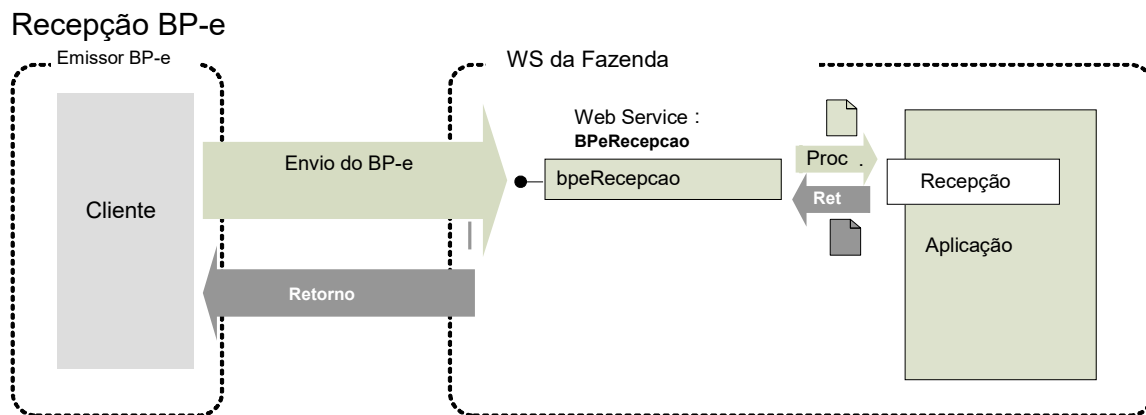 Recepção BP-e
Emissor BP-e
WS da Fazenda
Cliente
Envio do BP-e
Retorno
Web Service :
BPeRecepcao
bpeRecepcao
Proc .
Ret
Recepção
Aplicação